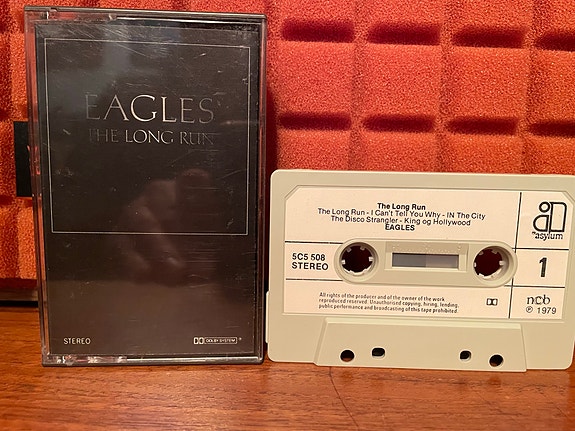 EAGLES
THE LONG RUN
STEREO
DOLBY SYSTEM
The Long Run
The Long Run - I Can't Tell You Why - IN The City
The Disco Strangler - King og Hollywood
EAGLES
5C5 508
STEREO
asylum
1
All rights of the producer and of the owner of the work
reproduced reserved. Unauthorized copying, hiring, lending,
public performance and broadcasting of this tape prohibited.
ncb
℗ 1979